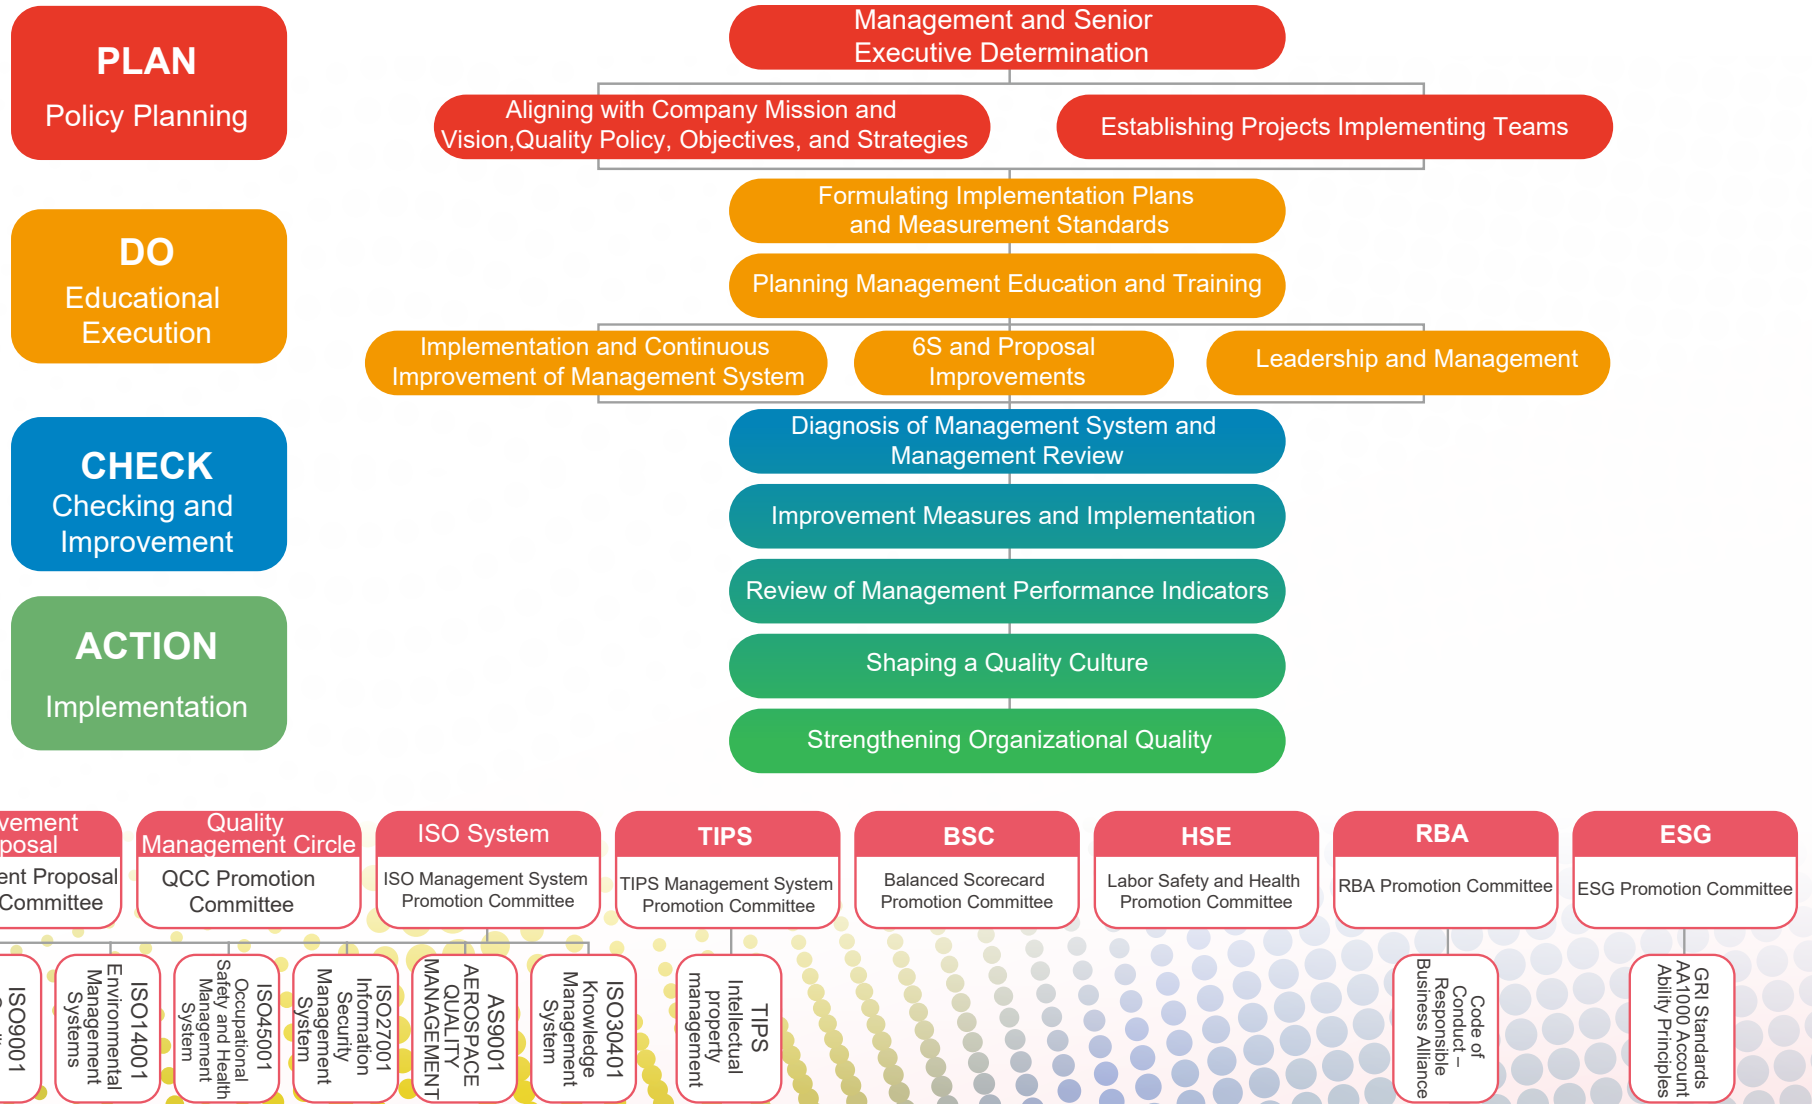 PLAN
Policy Planning
Management and Senior
Executive Determination
Aligning with Company Mission and
Vision,Quality Policy, Objectives, and Strategies
Establishing Projects Implementing Teams
DO
Educational
Execution
Formulating Implementation Plans
and Measurement Standards
Planning Management Education and Training
Implementation and Continuous
Improvement of Management System
6S and Proposal
Improvements
Leadership and Management
CHECK
Checking and
Improvement
Diagnosis of Management System and
Management Review
Improvement Measures and Implementation
Review of Management Performance Indicators
ACTION
Implementation
Shaping a Quality Culture
Strengthening Organizational Quality
vement
posal
ent Proposal
Committee
Quality
Management Circle
QCC Promotion
Committee
ISO System
ISO Management System
Promotion Committee
TIPS
TIPS Management System
Promotion Committee
BSC
Balanced Scorecard
Promotion Committee
HSE
Labor Safety and Health
Promotion Committee
RBA
RBA Promotion Committee
ESG
ESG Promotion Committee
ISO9001
ISO14001
Environmental
Management
Systems
ISO45001
Occupational
Safety and Health
Management
System
ISO27001
Information
Security
Management
System
AS9001
AEROSPACE
QUALITY
MANAGEMENT
ISO30401
Knowledge
Management
System
TIPS
Intellectual
property
management
Code of
Conduct –
Responsible
Business Alliance
GRI Standards
AA1000 Account
Ability Principles